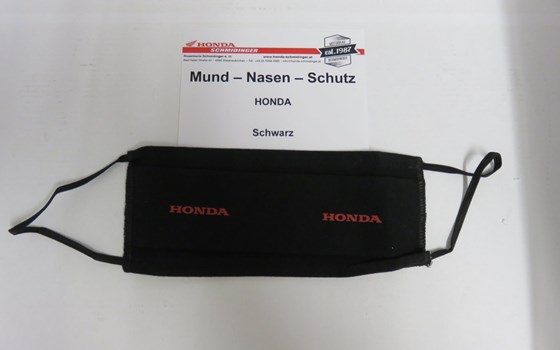 HONDA
SCHMIDINGER
est. 1987
www.honda-schmidinger.at
Mund – Nasen – Schutz
HONDA
Schwarz
HONDA HONDA